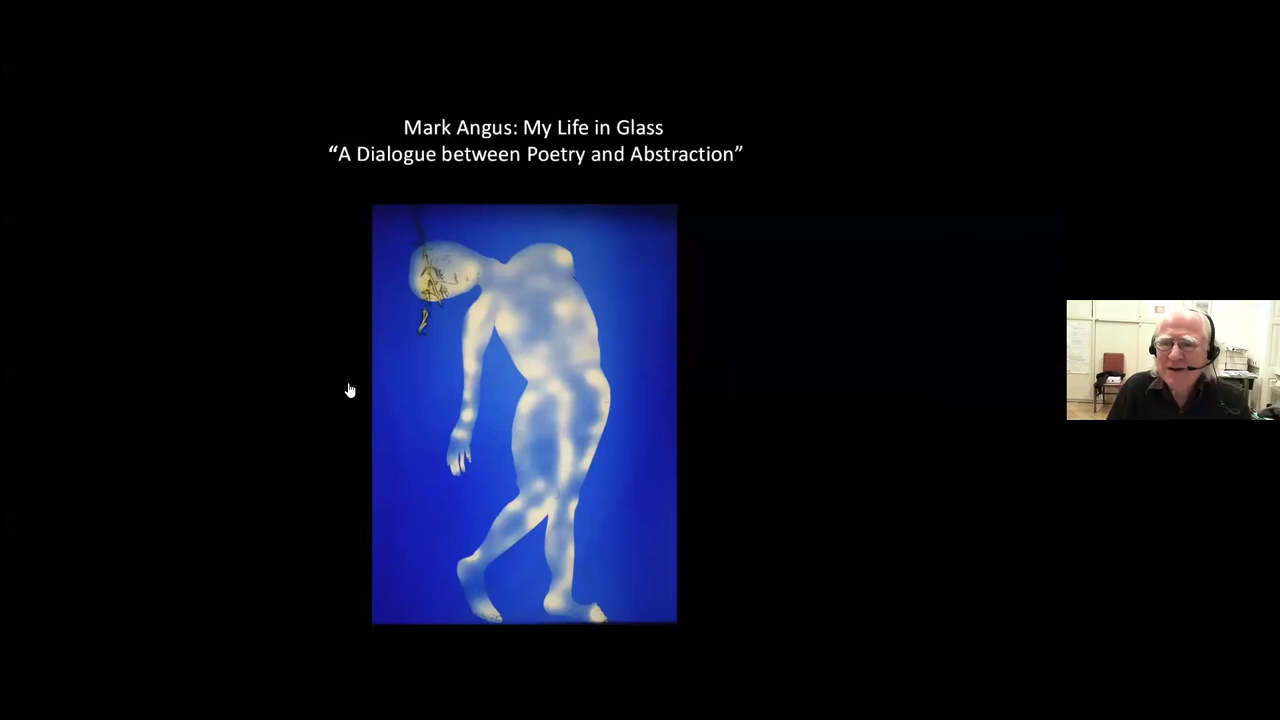 Mark Angus: My Life in Glass
“A Dialogue between Poetry and Abstraction”